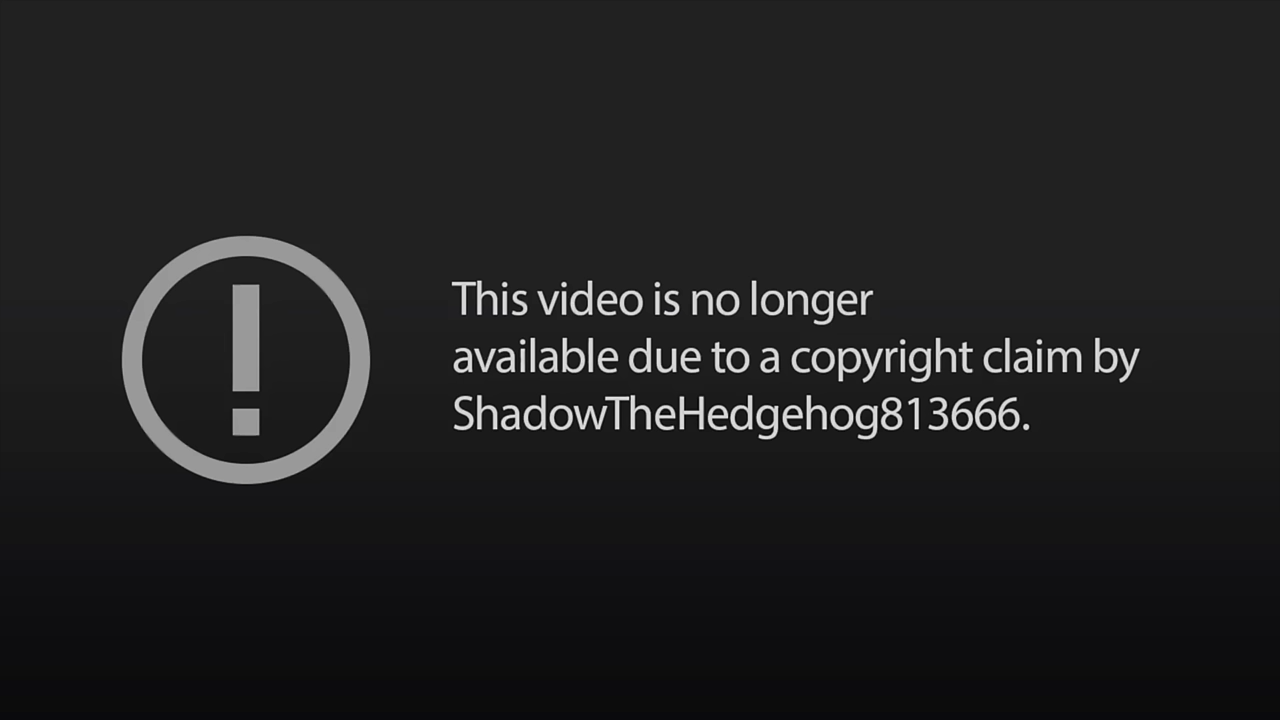 This video is no longer
available due to a copyright claim by
ShadowTheHedgehog813666.